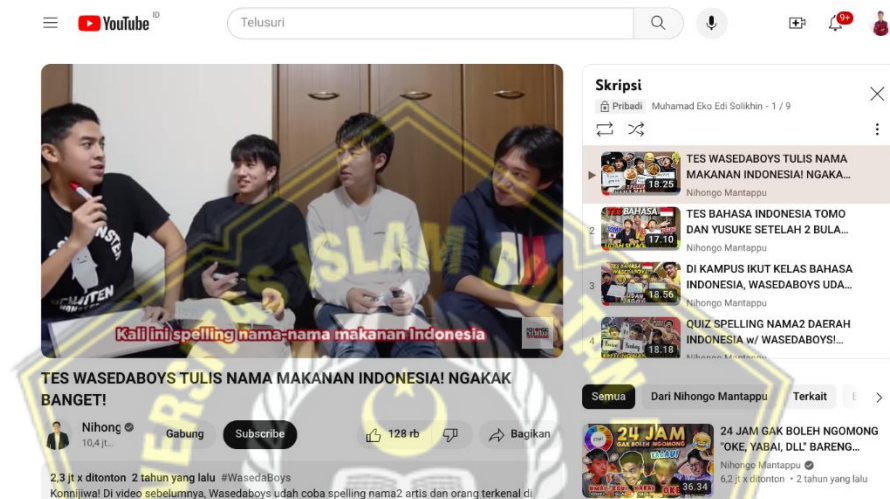 YouTube ID
Telusuri
9+
Kali ini spelling nama-nama makanan Indonesia
TES WASEDABOYS TULIS NAMA MAKANAN INDONESIA! NGAKAK
BANGET!
Nihong
10,4 jt...
Gabung
Subscribe
128 rb
Bagikan
2,3 jt x ditonton 2 tahun yang lalu #WasedaBoys
Konnijiwa! Di video sebelumnya, Wasedaboys udah coba spelling nama2 artis dan orang terkenal di
Skripsi
Pribadi Muhamad Eko Edi Solikhin - 1 / 9
TES WASEDABOYS TULIS NAMA
MAKANAN INDONESIA! NGAKA...
Nihongo Mantappu
18.25
2
TES BAHASA INDONESIA TOMO
DAN YUSUKE SETELAH 2 BULA...
Nihongo Mantappu
17.10
3
DI KAMPUS IKUT KELAS BAHASA
INDONESIA, WASEDABOYS UDA...
Nihongo Mantappu
18.56
4
QUIZ SPELLING NAMA2 DAERAH
INDONESIA w/ WASEDABOYS!...
Nihongo Mantappu
18.18
Semua
Dari Nihongo Mantappu
Terkait
24 JAM GAK BOLEH NGOMONG
"OKE, YABAI, DLL" BARENG...
Nihongo Mantappu
6,2 jt x ditonton • 2 tahun yang lalu
24 JAM
36.34
ISLAM